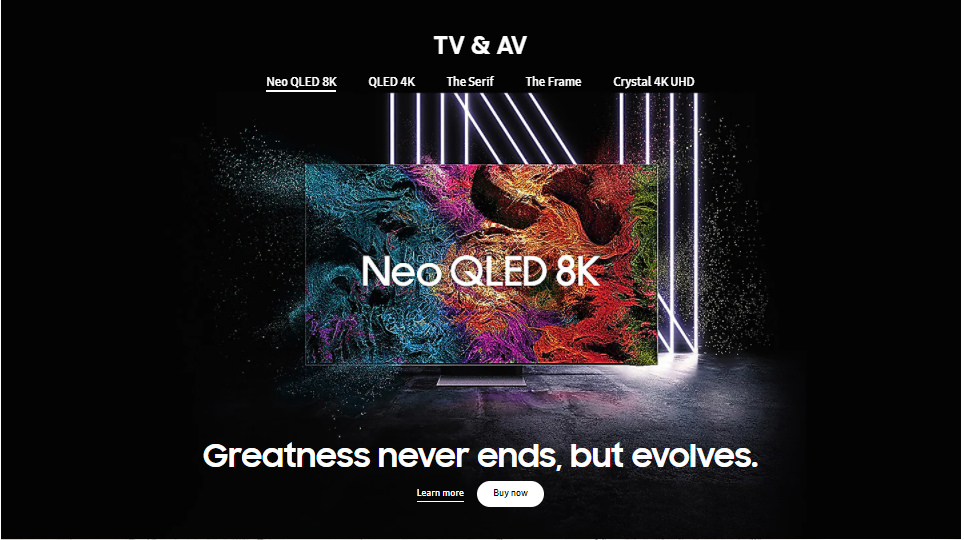 TV & AV
Neo QLED 8K QLED 4K The Serif The Frame Crystal 4K UHD
Neo QLED 8K
Greatness never ends, but evolves.
Learn more Buy now